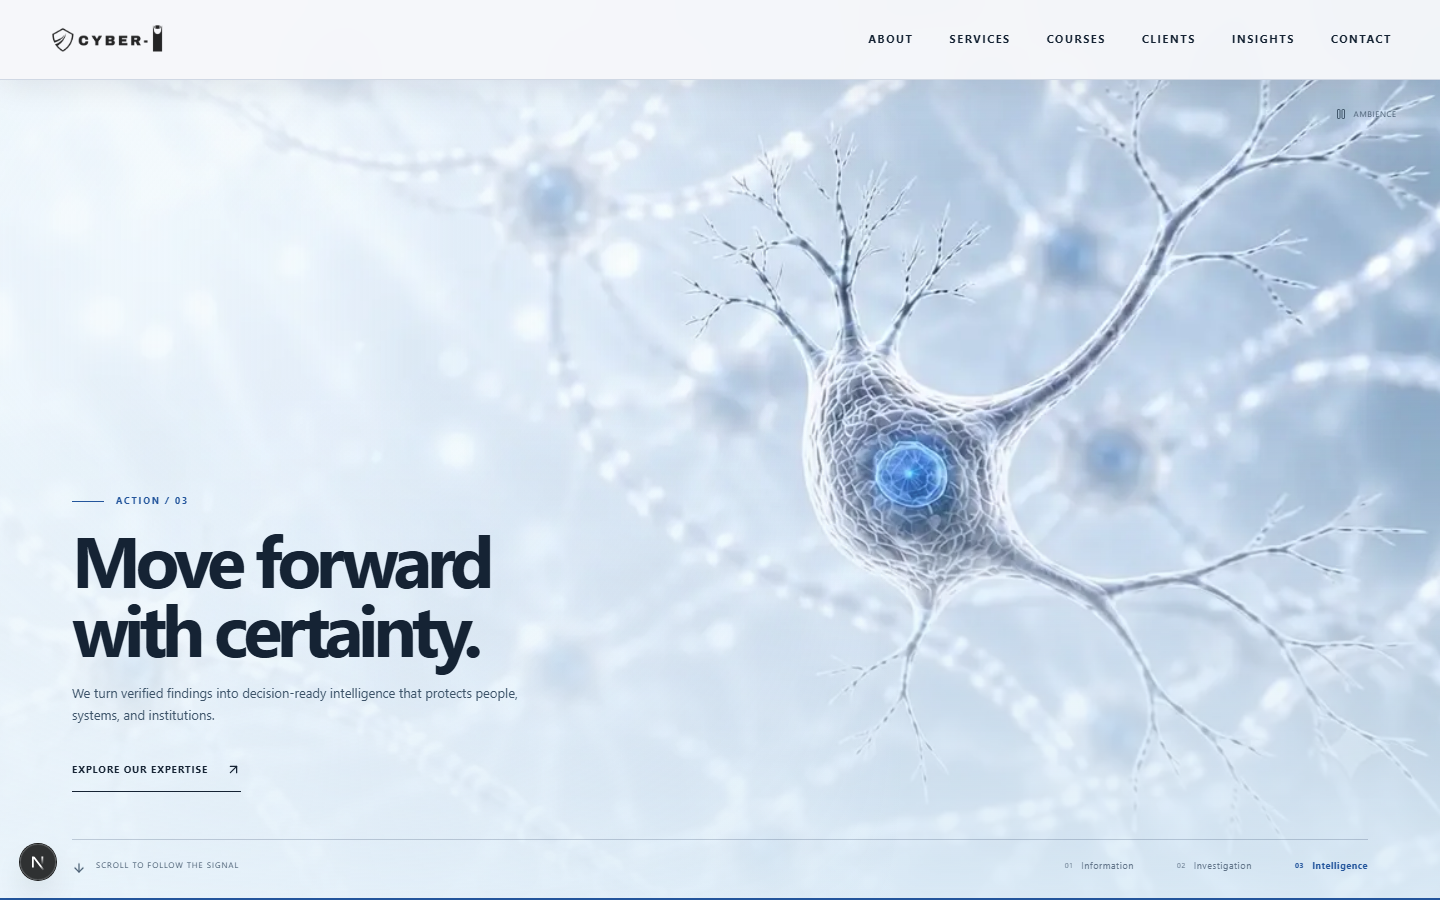 CYBER-i
ABOUT
SERVICES
COURSES
CLIENTS
INSIGHTS
CONTACT
AMBIENCE
ACTION / 03
Move forward
with certainty.
We turn verified findings into decision-ready intelligence that protects people,
systems, and institutions.
EXPLORE OUR EXPERTISE
N
SCROLL TO FOLLOW THE SIGNAL
01 Information
02 Investigation
03 Intelligence